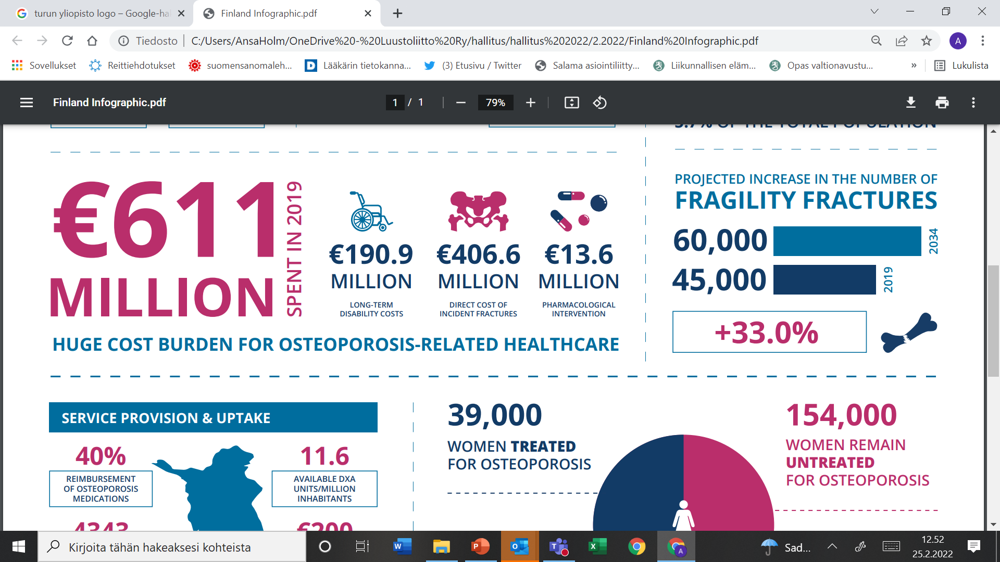 turun yliopisto logo – Google-ha
Finland Infographic.pdf
Tiedosto
C:/Users/AnsaHolm/OneDrive%20-%20Luustoliitto%20Ry/hallitus/hallitus%202022/2.2022/Finland%20Infographic.pdf
A
Sovellukset
Reittiehdotukset
suomensanomaleh...
Lääkärin tietokanna...
(3) Etusivu / Twitter
Salama asiointiliitty...
Liikunnallisen eläm...
Opas valtionavustu...
»
Lukulista
Finland Infographic.pdf
1 / 1
79%
5.7% OF THE TOTAL POPULATION
€611
MILLION
SPENT IN 2019
€190.9
MILLION
LONG-TERM
DISABILITY COSTS
€406.6
MILLION
DIRECT COST OF
INCIDENT FRACTURES
€13.6
MILLION
PHARMACOLOGICAL
INTERVENTION
HUGE COST BURDEN FOR OSTEOPOROSIS-RELATED HEALTHCARE
PROJECTED INCREASE IN THE NUMBER OF
FRAGILITY FRACTURES
60,000
2034
45,000
2019
+33.0%
SERVICE PROVISION & UPTAKE
40%
REIMBURSEMENT
OF OSTEOPOROSIS
MEDICATIONS
11.6
AVAILABLE DXA
UNITS/MILLION
INHABITANTS
4343
€200
39,000
WOMEN TREATED
FOR OSTEOPOROSIS
154,000
WOMEN REMAIN
UNTREATED
FOR OSTEOPOROSIS
Kirjoita tähän hakeaksesi kohteista
Sad...
12.52
25.2.2022